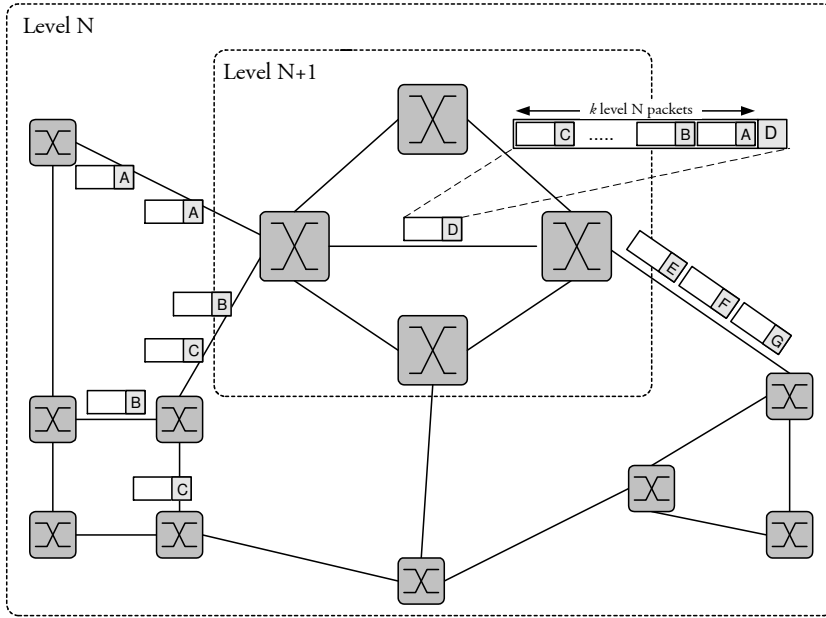 Level N
Level N+1
k level N packets
C ..... B A D
A
A
D
E
F
G
B
C
B
C